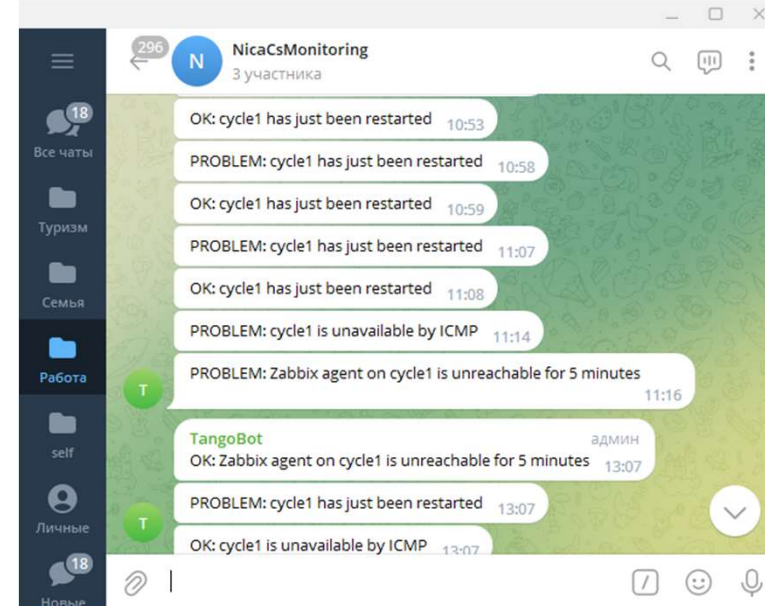 296
NicaCsMonitoring
3 участника
18
Все чаты
Туризм
Семья
Работа
self
Личные
18
Новые
OK: cycle1 has just been restarted 10:53
PROBLEM: cycle1 has just been restarted 10:58
OK: cycle1 has just been restarted 10:59
PROBLEM: cycle1 has just been restarted 11:07
OK: cycle1 has just been restarted 11:08
PROBLEM: cycle1 is unavailable by ICMP 11:14
T
PROBLEM: Zabbix agent on cycle1 is unreachable for 5 minutes
11:16
TangoBot админ
OK: Zabbix agent on cycle1 is unreachable for 5 minutes 13:07
T
PROBLEM: cycle1 has just been restarted 13:07
OK: cycle1 is unavailable by ICMP 13:07
N